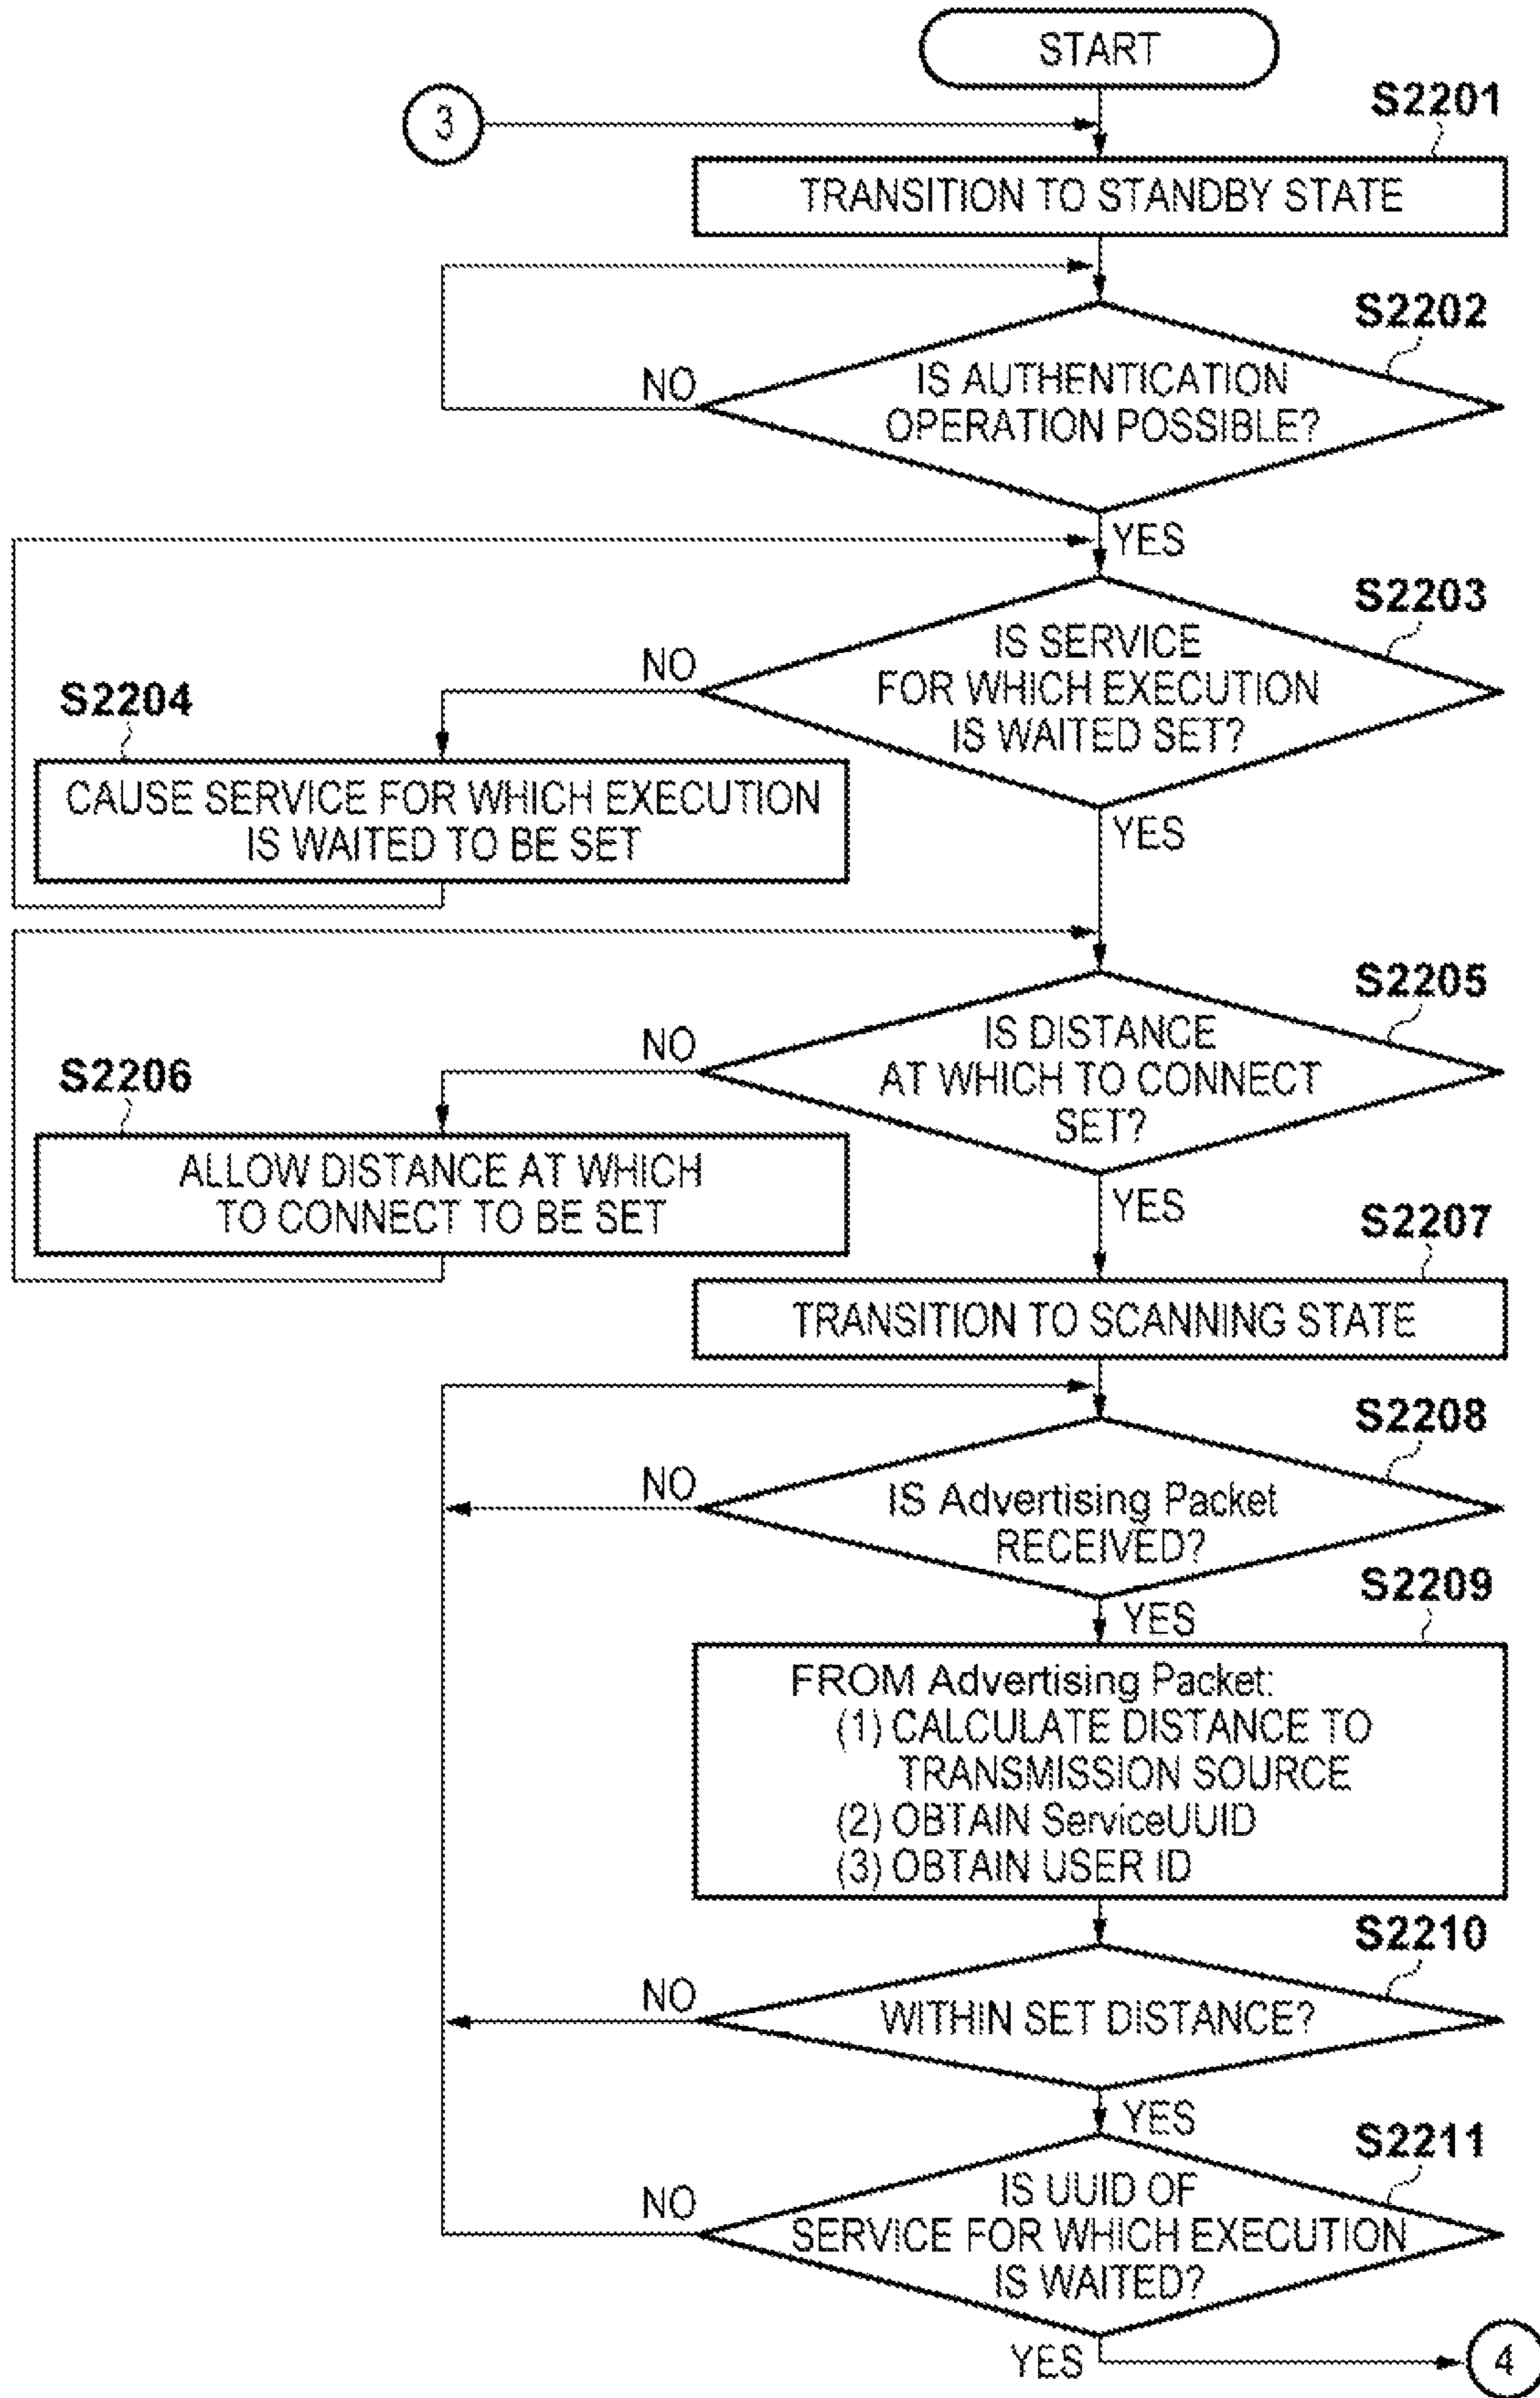 START
3
S2201
TRANSITION TO STANDBY STATE
S2202
IS AUTHENTICATION
OPERATION POSSIBLE?
NO
YES
S2203
IS SERVICE
FOR WHICH EXECUTION
IS WAITED SET?
NO
S2204
CAUSE SERVICE FOR WHICH EXECUTION
IS WAITED TO BE SET
YES
S2205
IS DISTANCE
AT WHICH TO CONNECT
SET?
NO
S2206
ALLOW DISTANCE AT WHICH
TO CONNECT TO BE SET
YES
S2207
TRANSITION TO SCANNING STATE
S2208
IS Advertising Packet
RECEIVED?
NO
YES
S2209
FROM Advertising Packet:
(1) CALCULATE DISTANCE TO
TRANSMISSION SOURCE
(2) OBTAIN ServiceUUID
(3) OBTAIN USER ID
S2210
WITHIN SET DISTANCE?
NO
YES
S2211
IS UUID OF
SERVICE FOR WHICH EXECUTION
IS WAITED?
NO
YES
4